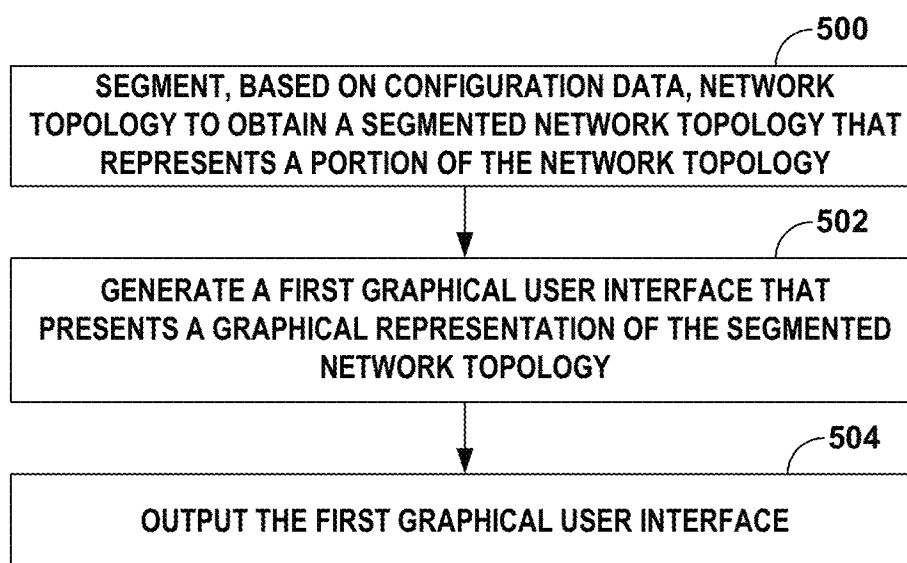 500
SEGMENT, BASED ON CONFIGURATION DATA, NETWORK
TOPOLOGY TO OBTAIN A SEGMENTED NETWORK TOPOLOGY THAT
REPRESENTS A PORTION OF THE NETWORK TOPOLOGY
502
GENERATE A FIRST GRAPHICAL USER INTERFACE THAT
PRESENTS A GRAPHICAL REPRESENTATION OF THE SEGMENTED
NETWORK TOPOLOGY
504
OUTPUT THE FIRST GRAPHICAL USER INTERFACE